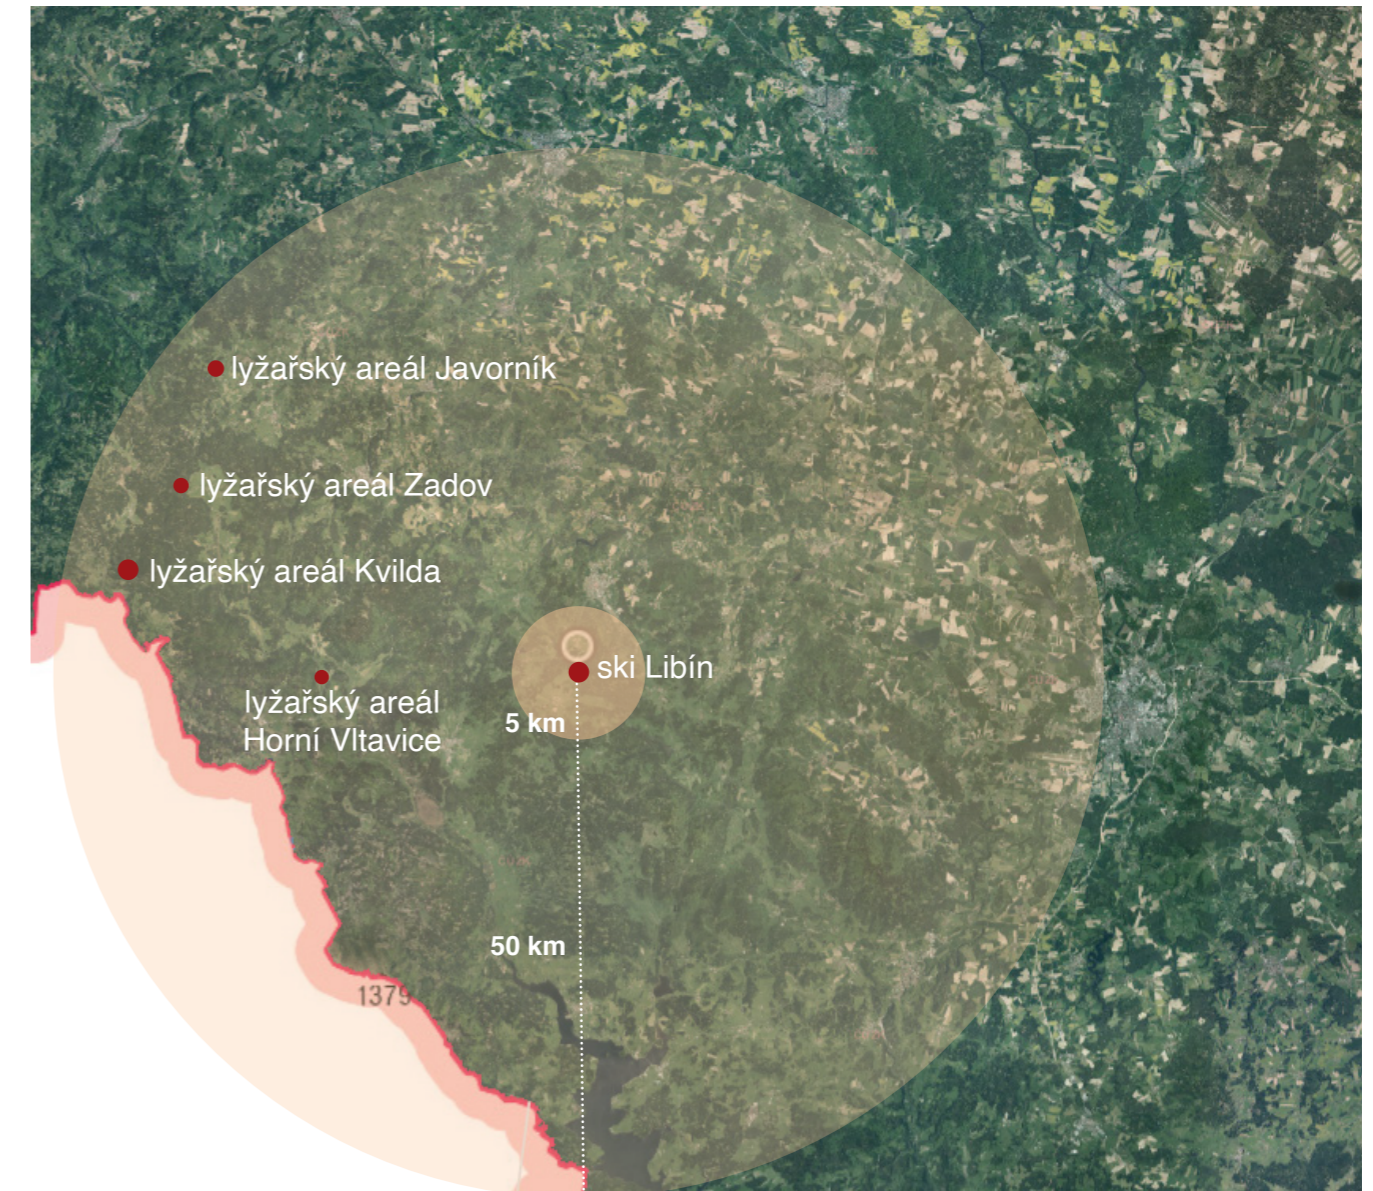 lyžařský areál Javorník
lyžařský areál Zadov
lyžařský areál Kvilda
ski Libín
lyžařský areál
Horní Vltavice
5 km
50 km
1379